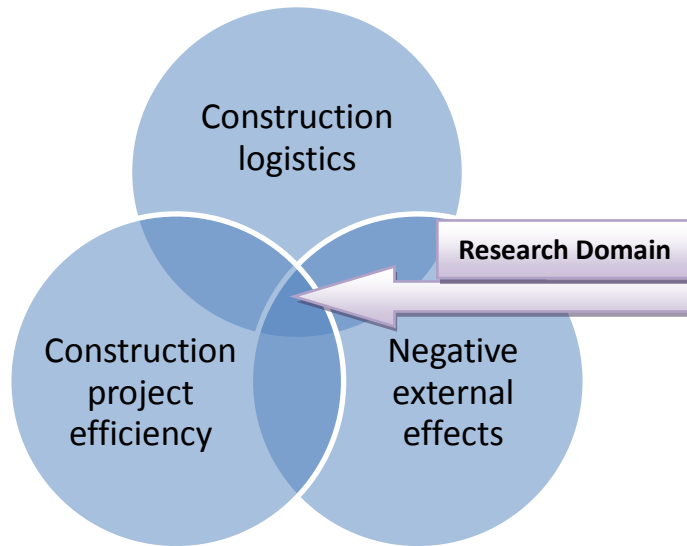 Construction
logistics
Research Domain
Construction
project
efficiency
Negative
external
effects